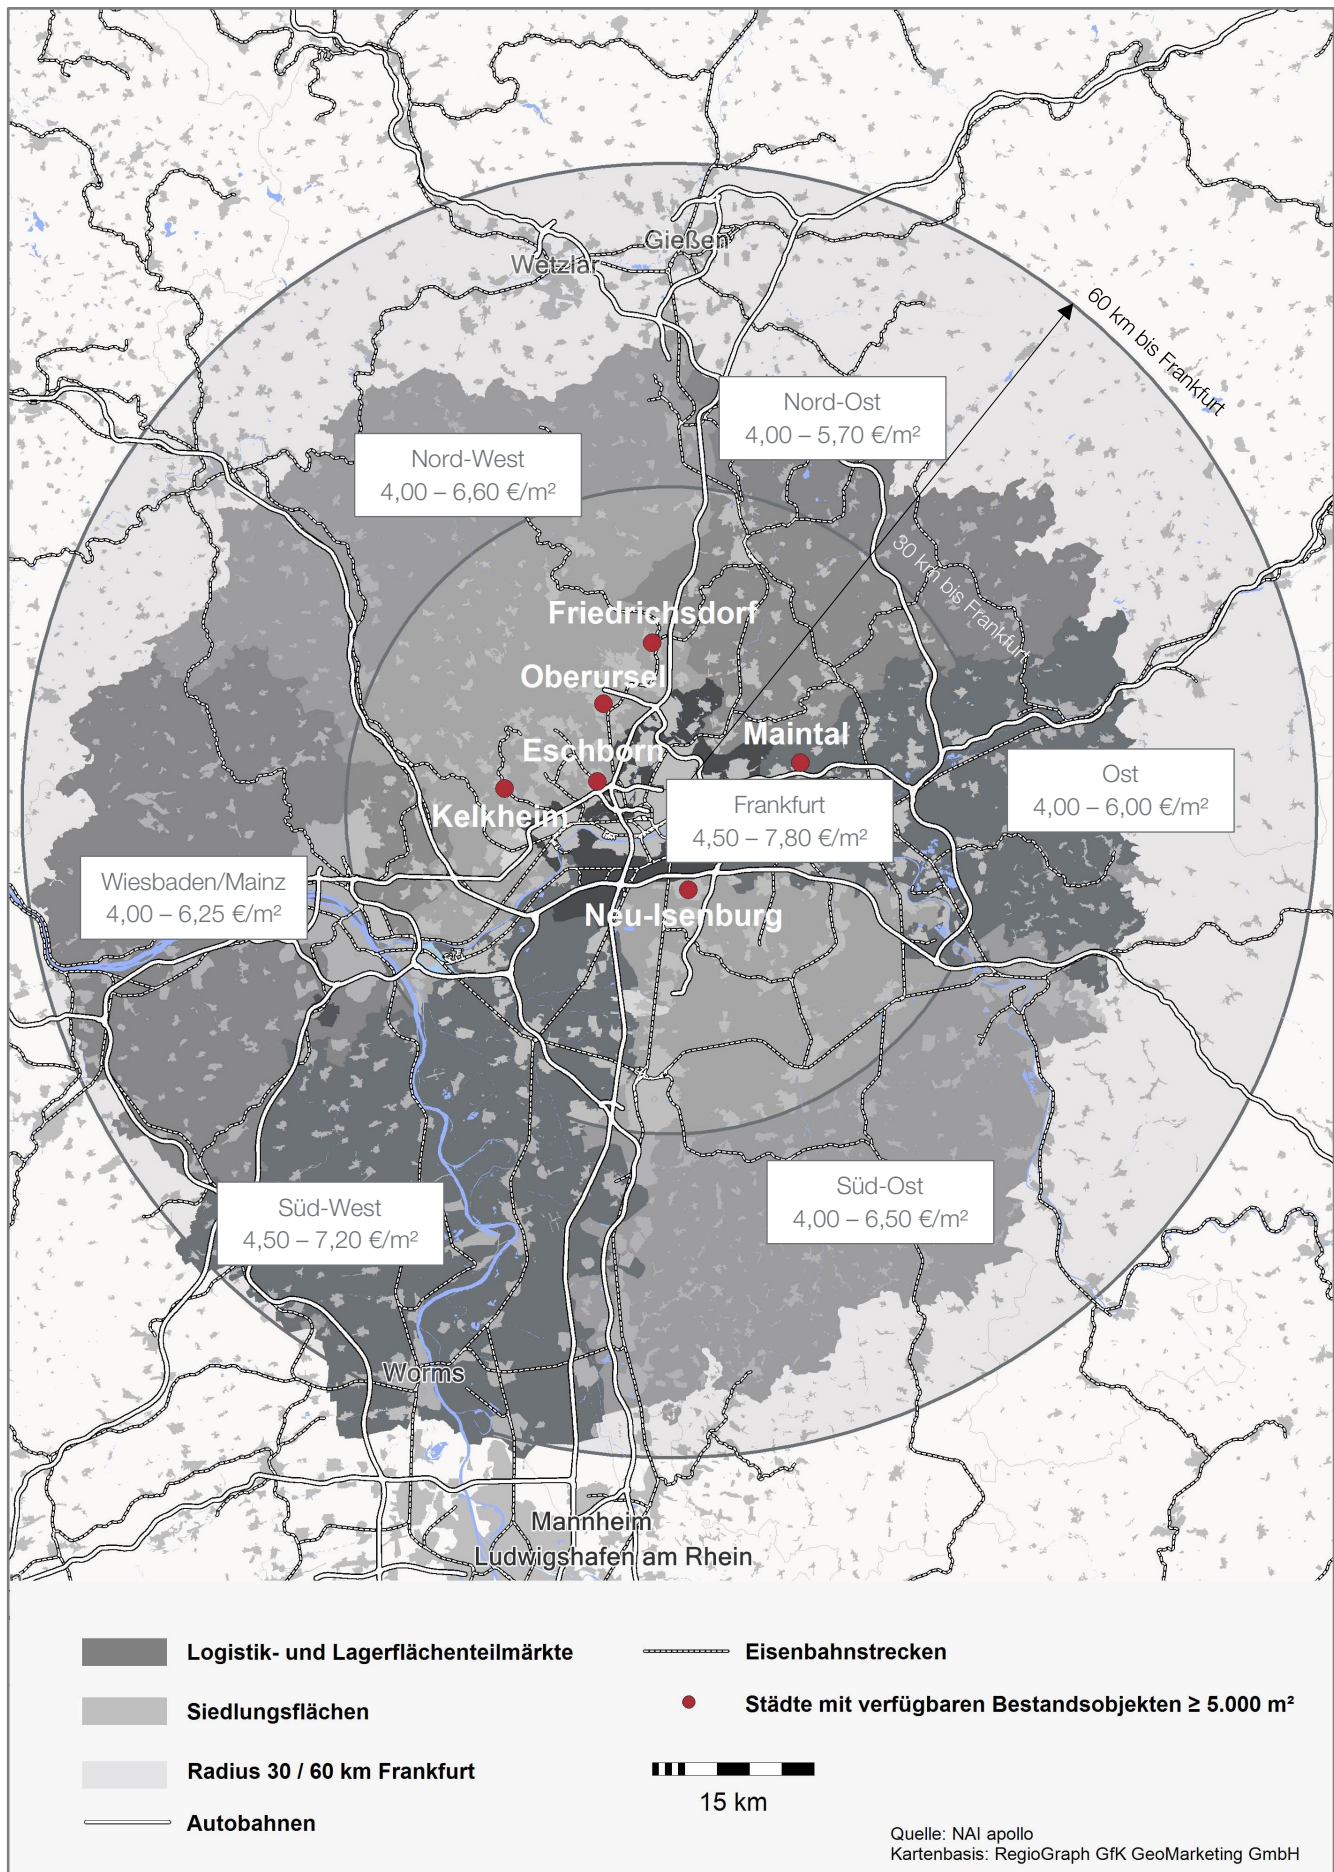 Gießen
Wetzlar
60 km bis Frankfurt
Nord-Ost
4,00 – 5,70 €/m²
Nord-West
4,00 – 6,60 €/m²
30 km bis Frankfurt
Friedrichsdorf
Oberursel
Eschborn
Maintal
Kelkheim
Ost
4,00 – 6,00 €/m²
Frankfurt
4,50 – 7,80 €/m²
Wiesbaden/Mainz
4,00 – 6,25 €/m²
Neu-Isenburg
Süd-Ost
4,00 – 6,50 €/m²
Süd-West
4,50 – 7,20 €/m²
Worms
Mannheim
Ludwigshafen am Rhein
Logistik- und Lagerflächenteilmärkte
Siedlungsflächen
Radius 30 / 60 km Frankfurt
Autobahnen
Eisenbahnstrecken
Städte mit verfügbaren Bestandsobjekten ≥ 5.000 m²
15 km
Quelle: NAI apollo
Kartenbasis: RegioGraph GfK GeoMarketing GmbH